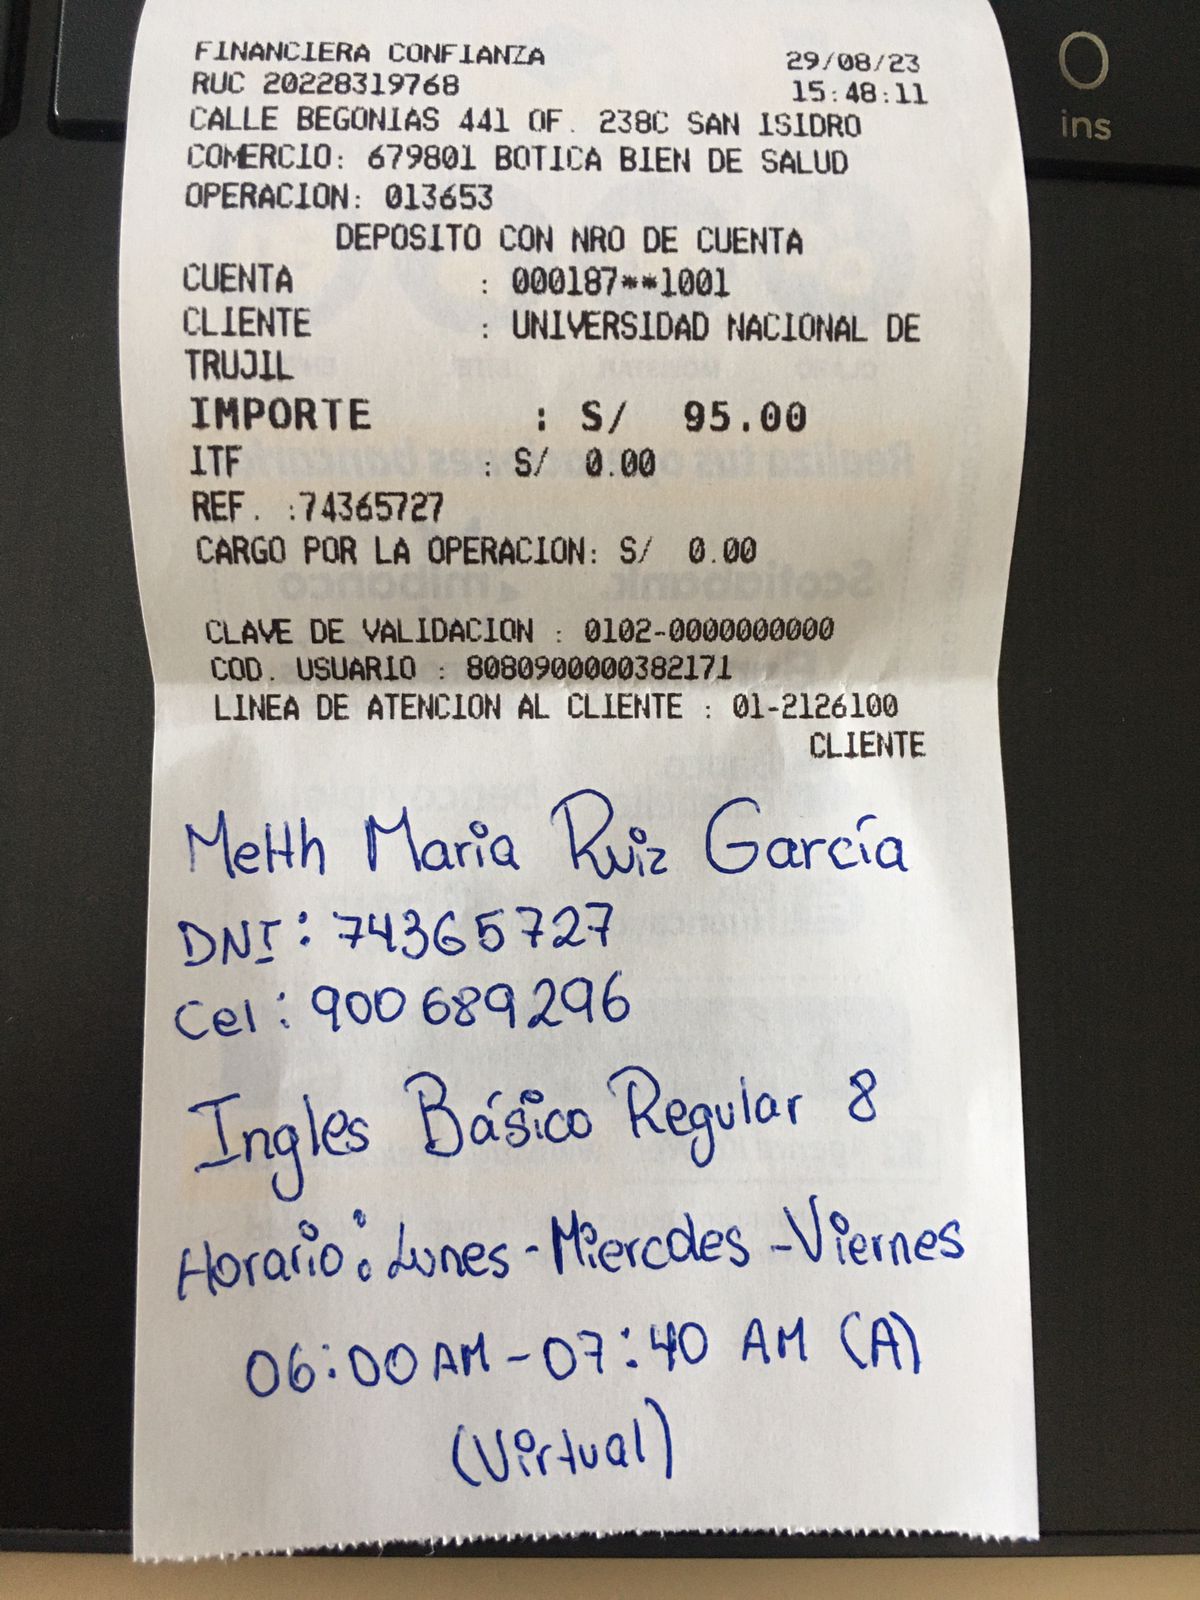 FINANCIERA CONFIANZA 29/08/23
RUC 20228319768 15:48:11
CALLE BEGONIAS 441 OF. 238C SAN ISIDRO
COMERCIO: 679801 BOTICA BIEN DE SALUD
OPERACION: 013653
DEPOSITO CON NRO DE CUENTA
CUENTA : 000187**1001
CLIENTE : UNIVERSIDAD NACIONAL DE
TRUJIL
IMPORTE : S/ 95.00
ITF : S/ 0.00
REF. :74365727
CARGO POR LA OPERACION: S/ 0.00
CLAVE DE VALIDACION : 0102-0000000000
COD. USUARIO : 8080900000382171
LINEA DE ATENCION AL CLIENTE : 01-2126100
CLIENTE
Metth Maria Ruiz García
DNI: 74365727
Cel: 900689296
Ingles Básico Regular 8
Horario: Lunes - Miercoles - Viernes
06:00 AM - 07:40 AM (A)
(Virtual)
ins